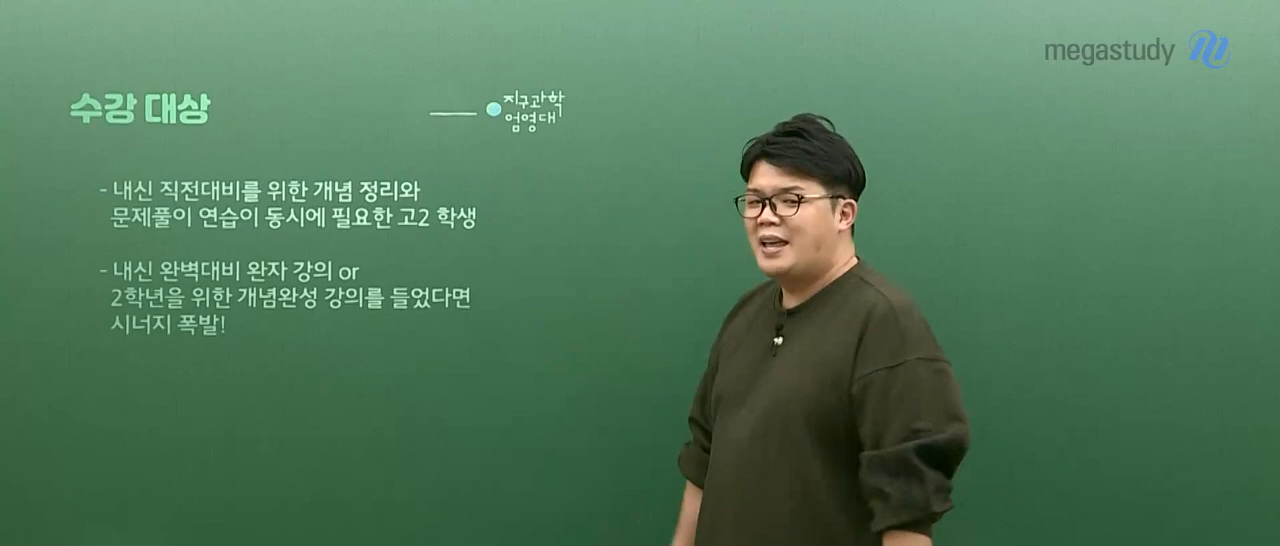 megastudy
수강 대상
지구과학
엄영대
- 내신 직전대비를 위한 개념 정리와
문제풀이 연습이 동시에 필요한 고2 학생
- 내신 완벽대비 완자 강의 or
2학년을 위한 개념완성 강의를 들었다면
시너지 폭발!